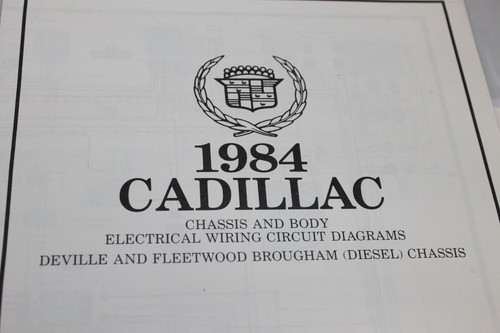 1984
CADILLAC
CHASSIS AND BODY
ELECTRICAL WIRING CIRCUIT DIAGRAMS
DEVILLE AND FLEETWOOD BROUGHAM (DIESEL) CHASSIS